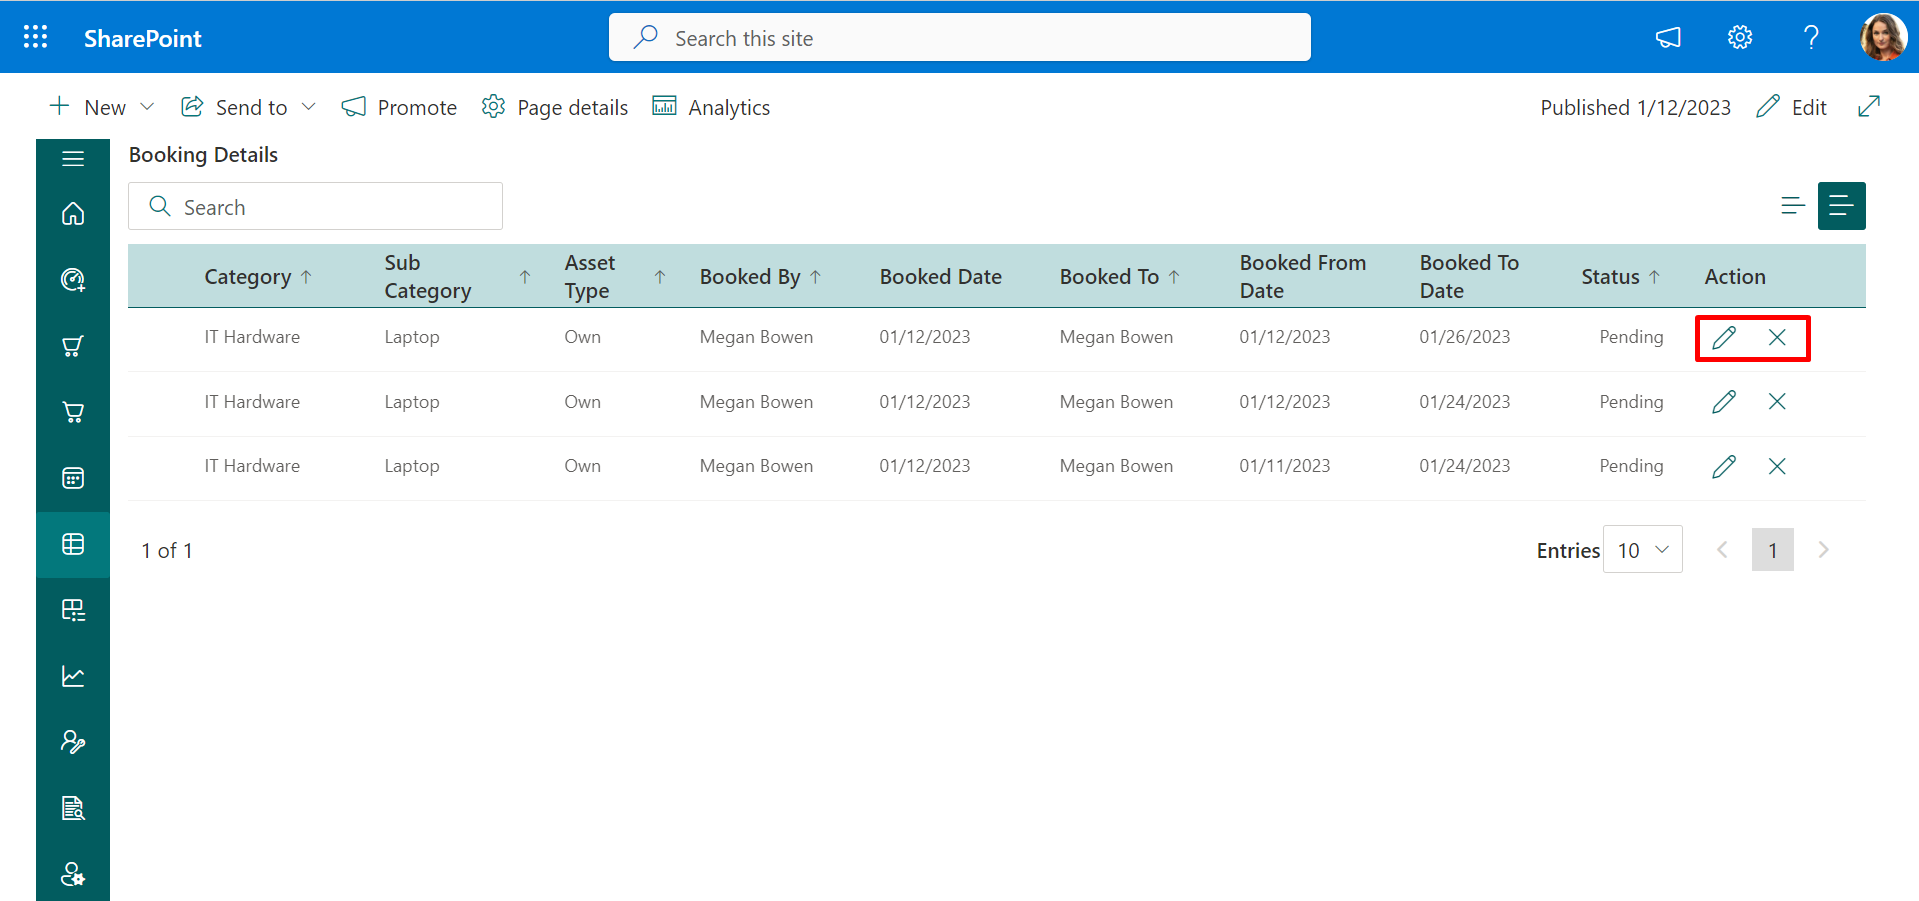 SharePoint
Search this site
New
Send to
Promote
Page details
Analytics
Published 1/12/2023
Edit
Booking Details
Search
Category
Sub Category
Asset Type
Booked By
Booked Date
Booked To
Booked From Date
Booked To Date
Status
Action
IT Hardware Laptop Own Megan Bowen 01/12/2023 Megan Bowen 01/12/2023 01/26/2023 Pending
IT Hardware Laptop Own Megan Bowen 01/12/2023 Megan Bowen 01/12/2023 01/24/2023 Pending
IT Hardware Laptop Own Megan Bowen 01/12/2023 Megan Bowen 01/11/2023 01/24/2023 Pending
1 of 1
Entries 10
1